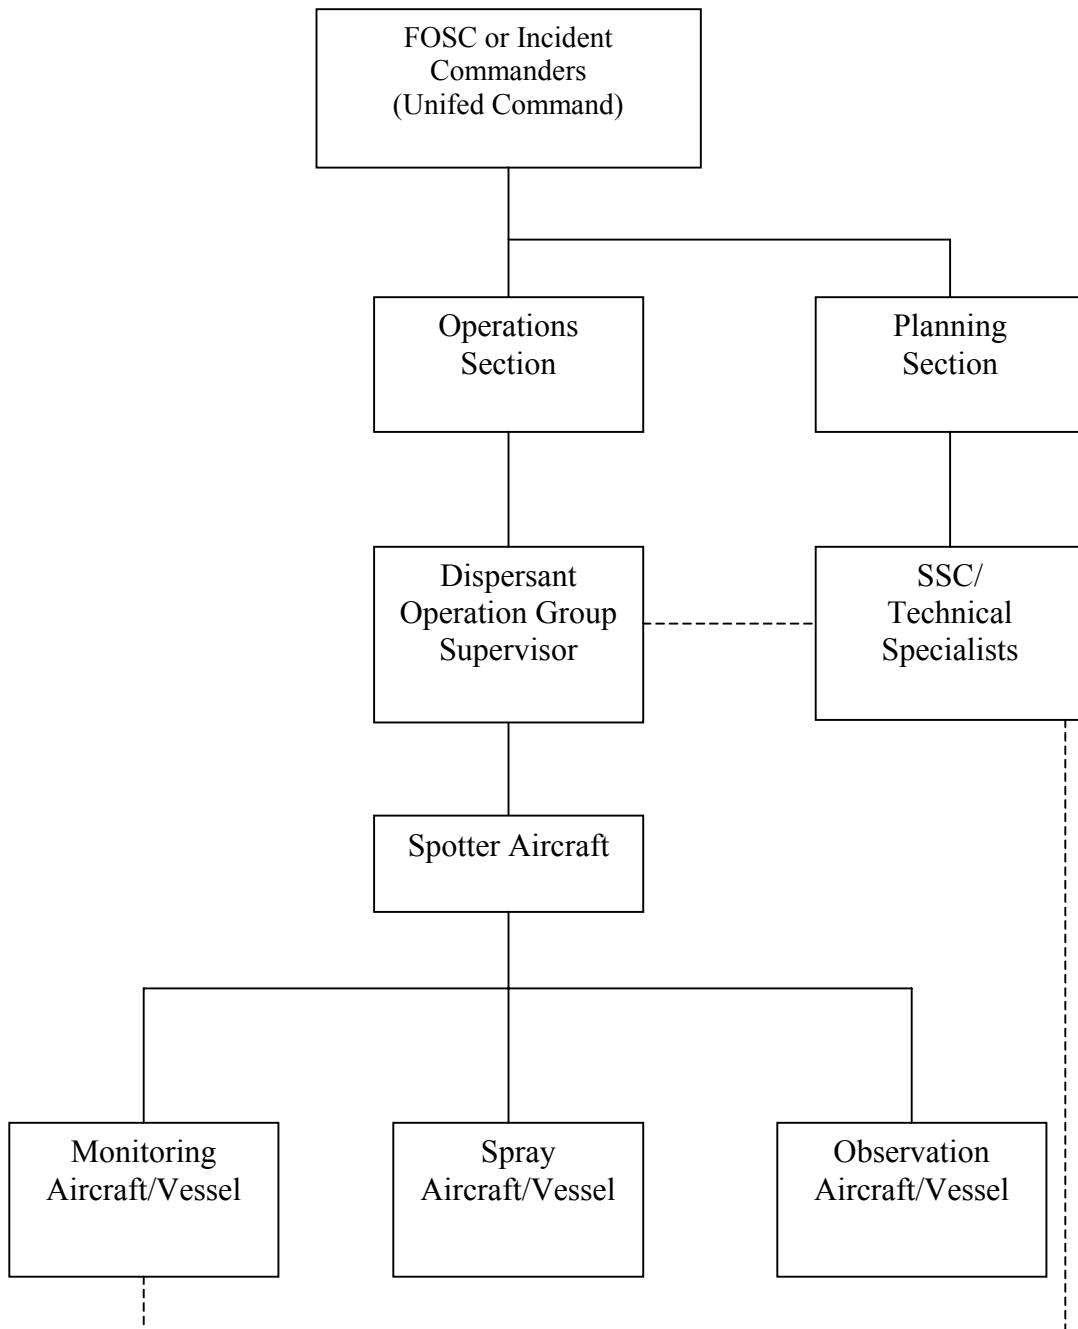 FOSC or Incident
Commanders
(Unifed Command)
Operations
Section
Planning
Section
Dispersant
Operation Group
Supervisor
SSC/
Technical
Specialists
Spotter Aircraft
Monitoring
Aircraft/Vessel
Spray
Aircraft/Vessel
Observation
Aircraft/Vessel